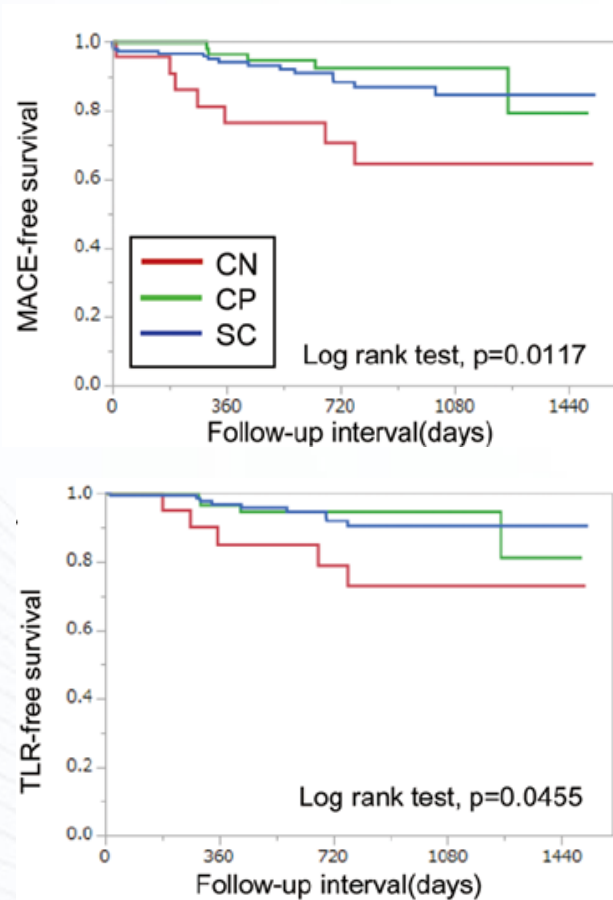 MACE-free survival
1.0
0.8
0.6
0.4
0.2
0.0
CN
CP
SC
Log rank test, p=0.0117
0 360 720 1080 1440
Follow-up interval(days)
TLR-free survival
1.0
0.8
0.6
0.4
0.2
0.0
Log rank test, p=0.0455
0 360 720 1080 1440
Follow-up interval(days)